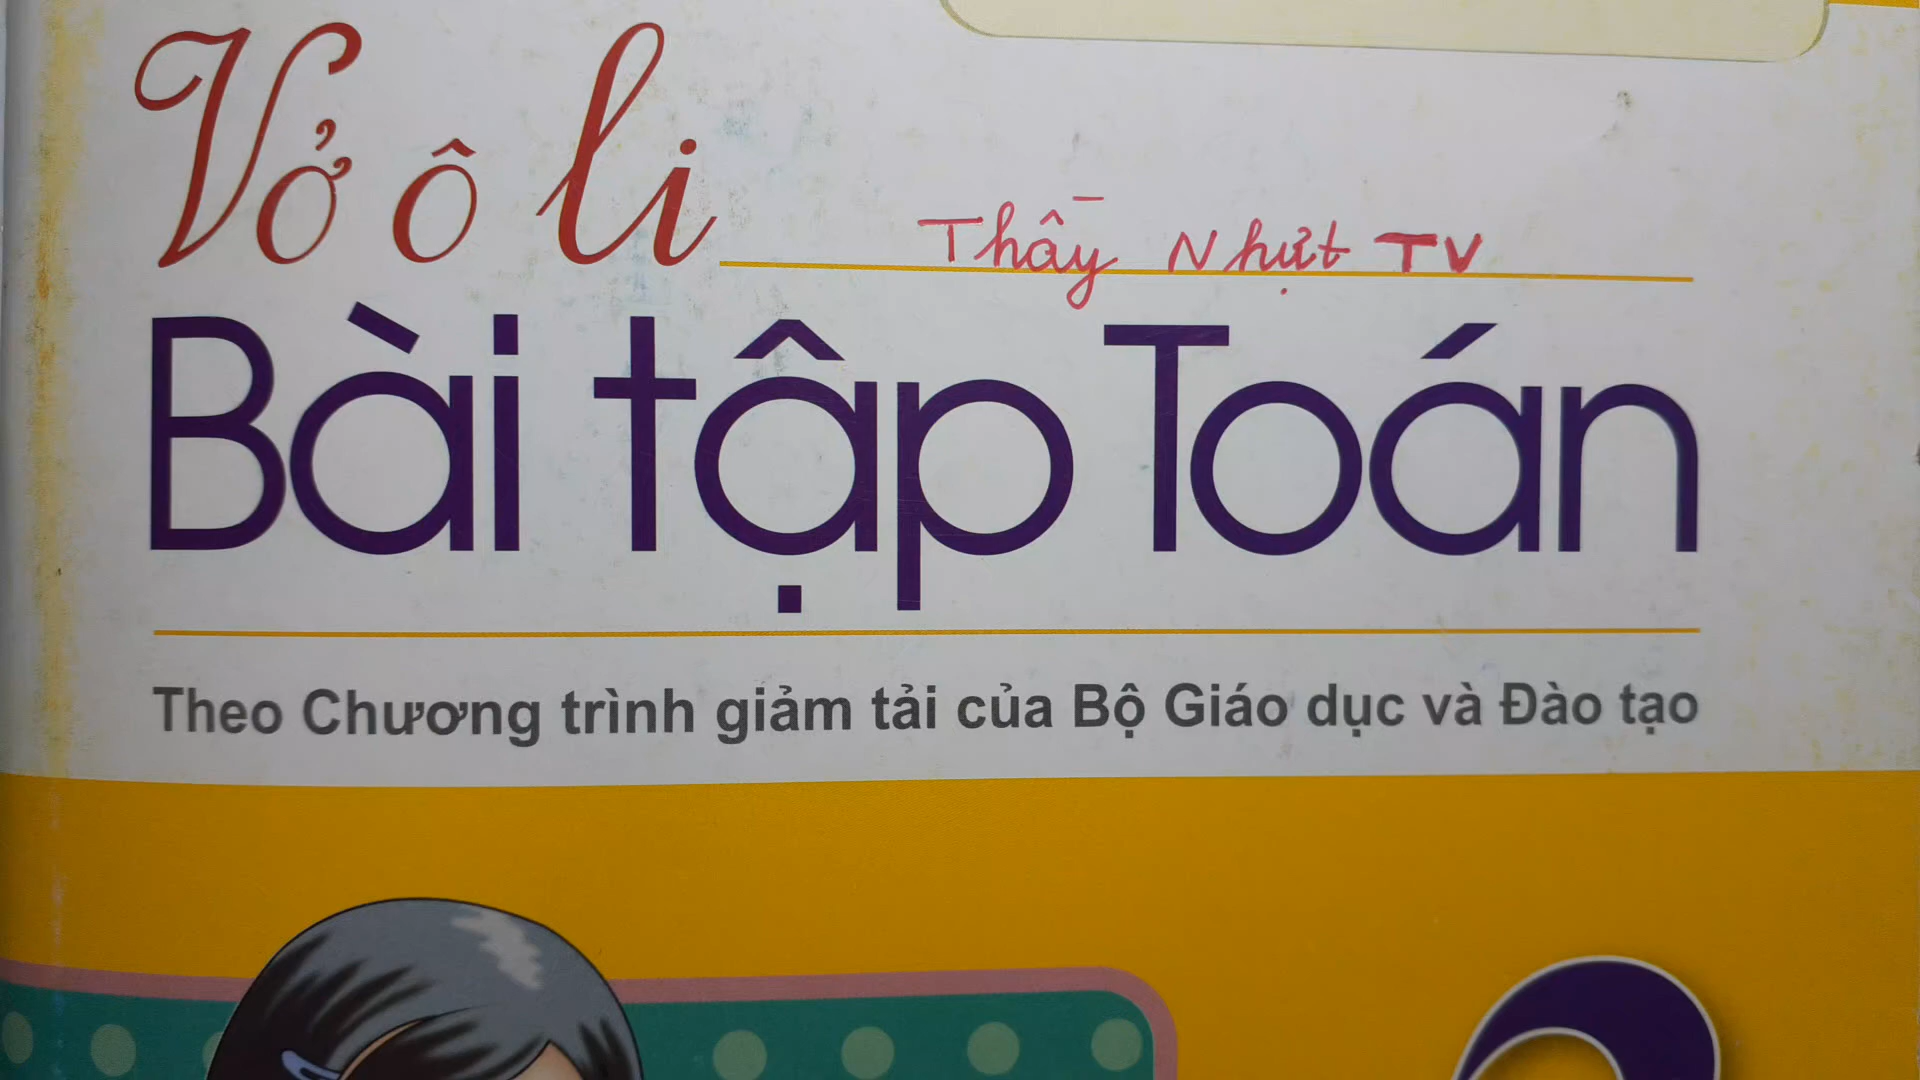 Vở ô li
Thầy Nhựt TV
Bài tập Toán
Theo Chương trình giảm tải của Bộ Giáo dục và Đào tạo